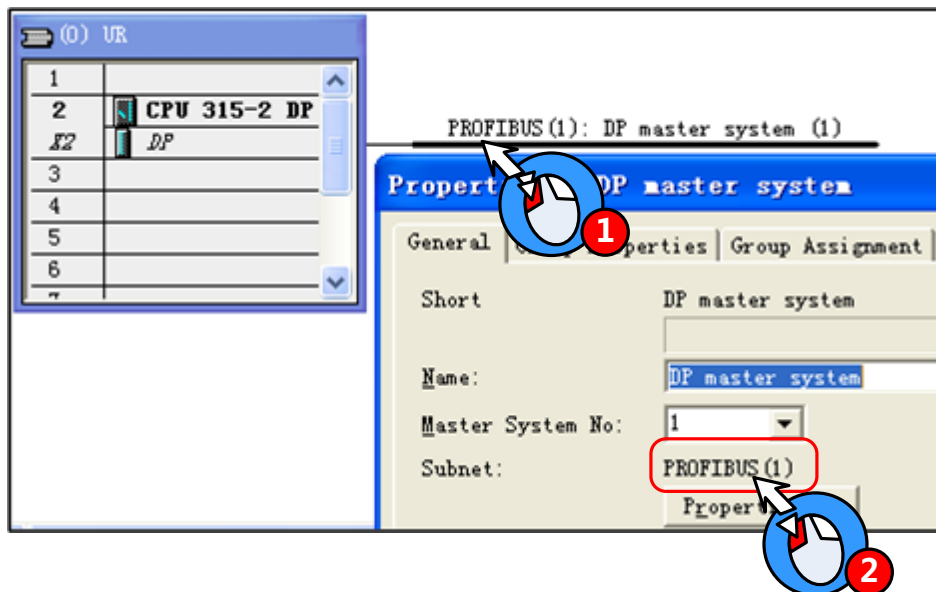 (0) UR
1
2 CPU 315-2 DP
X2 DP
3
4
5
6
PROFIBUS(1): DP master system (1)
DP master system
1
General Group Assignment
Short DP master system
Name: DP master system
Master System No: 1
Subnet: PROFIBUS(1)
2